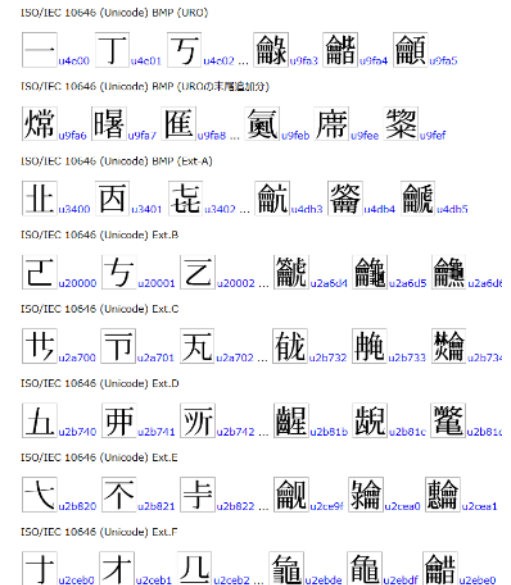 ISO/IEC 10646 (Unicode) BMP (URO)
一 u4e00 丁 u4e01 丂 u4e02 ... 龣 u9fa3 龤 u9fa4 龥 u9fa5
ISO/IEC 10646 (Unicode) BMP (UROの末尾追加分)
龦 u9fa6 龧 u9fa7 龨 u9fa8 ... 鿫 u9feb 鿮 u9fee 鿯 u9fef
ISO/IEC 10646 (Unicode) BMP (Ext-A)
㐀 u3400 㐁 u3401 㐂 u3402 ... 䶳 u4db3 䶴 u4db4 䶵 u4db5
ISO/IEC 10646 (Unicode) Ext.B
𠀀 u20000 𠀁 u20001 𠀂 u20002 ... 𪛔 u2a6d4 𪛕 u2a6d5 𪛖 u2a6d6
ISO/IEC 10646 (Unicode) Ext.C
𪜀 u2a700 𪜁 u2a701 𪜂 u2a702 ... 𫜲 u2b732 𫜳 u2b733 𫜴 u2b734
ISO/IEC 10646 (Unicode) Ext.D
𫝀 u2b740 𫝁 u2b741 𫝂 u2b742 ... 𫠛 u2b81b 𫠜 u2b81c 𫠝 u2b81d
ISO/IEC 10646 (Unicode) Ext.E
𫠠 u2b820 𫠡 u2b821 𫠢 u2b822 ... 𬺟 u2ce9f 𬺠 u2cea0 𬺡 u2cea1
ISO/IEC 10646 (Unicode) Ext.F
𬺰 u2ceb0 𬺱 u2ceb1 𬺲 u2ceb2 ... 𮯞 u2ebde 𮯟 u2ebdf 𮯠 u2ebe0